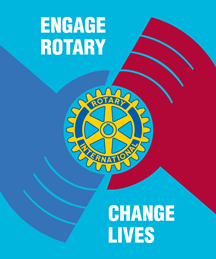 ENGAGE
ROTARY
ROTARY
INTERNATIONAL
CHANGE
LIVES